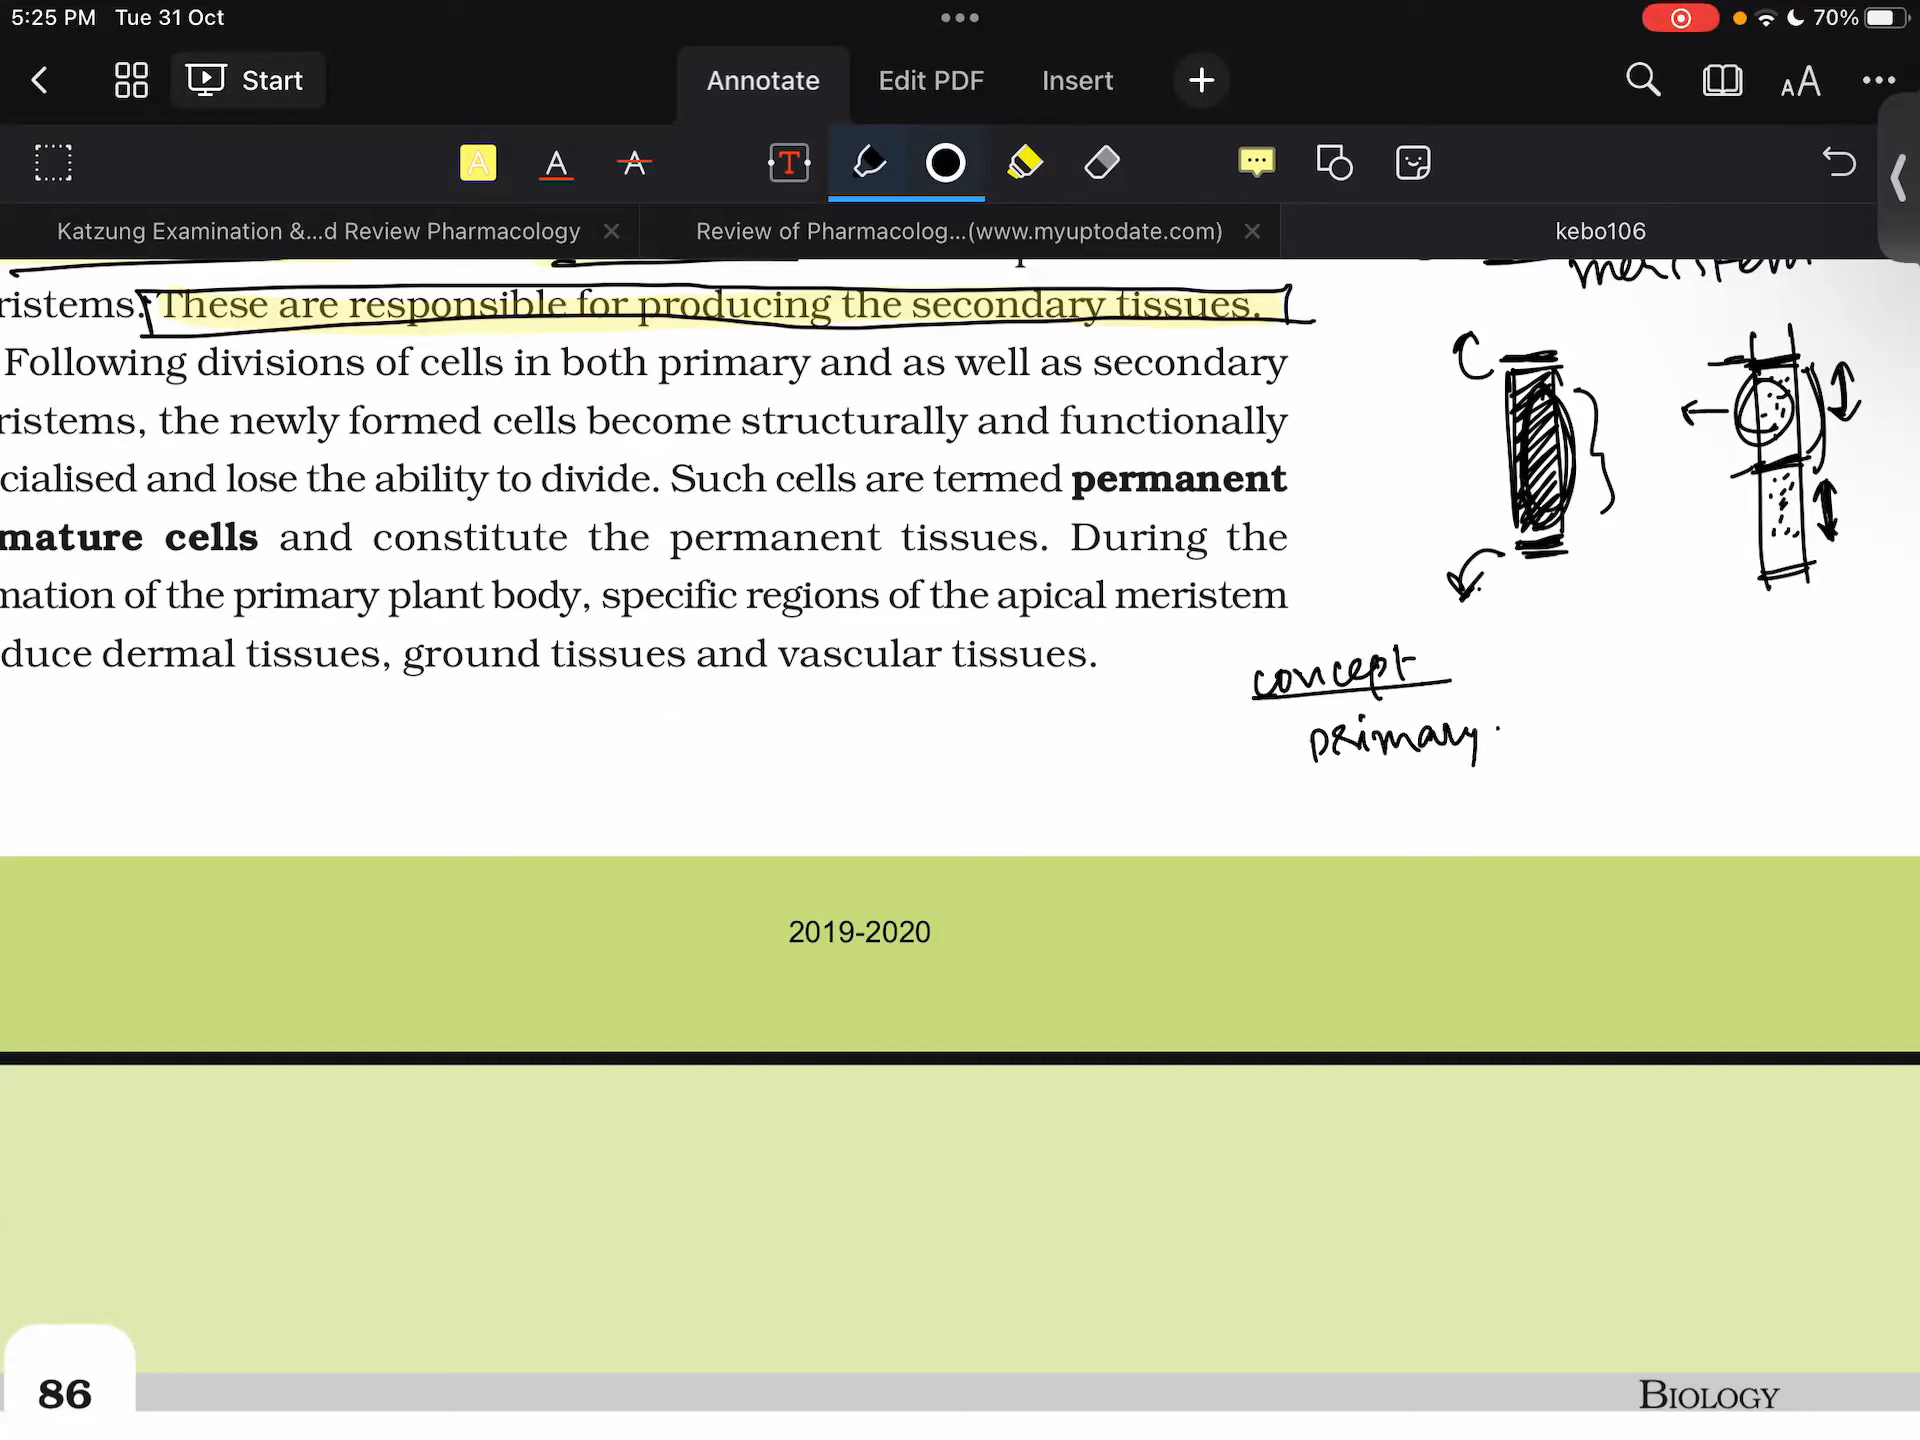 5:25 PM Tue 31 Oct
70%
Start
Annotate
Edit PDF
Insert
AA
A A A T
Katzung Examination &...d Review Pharmacology
Review of Pharmacolog...(www.myuptodate.com)
kebo106
meristem
ristems. These are responsible for producing the secondary tissues.
Following divisions of cells in both primary and as well as secondary
ristems, the newly formed cells become structurally and functionally
cialised and lose the ability to divide. Such cells are termed permanent
mature cells and constitute the permanent tissues. During the
mation of the primary plant body, specific regions of the apical meristem
duce dermal tissues, ground tissues and vascular tissues.
concept
primary
2019-2020
86
BIOLOGY